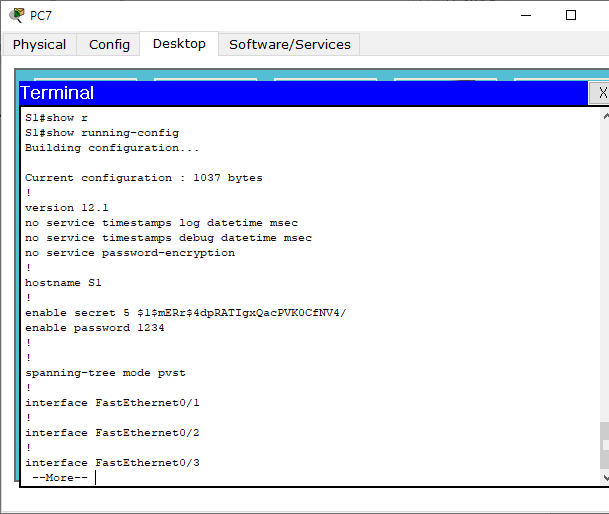 PC7
Physical Config Desktop Software/Services
Terminal X
S1#show r
S1#show running-config
Building configuration...
Current configuration : 1037 bytes
!
version 12.1
no service timestamps log datetime msec
no service timestamps debug datetime msec
no service password-encryption
!
hostname S1
!
enable secret 5 $1$mERr$4dpRATIgxQacPVK0CfNV4/
enable password 1234
!
!
spanning-tree mode pvst
!
interface FastEthernet0/1
!
interface FastEthernet0/2
!
interface FastEthernet0/3
--More--